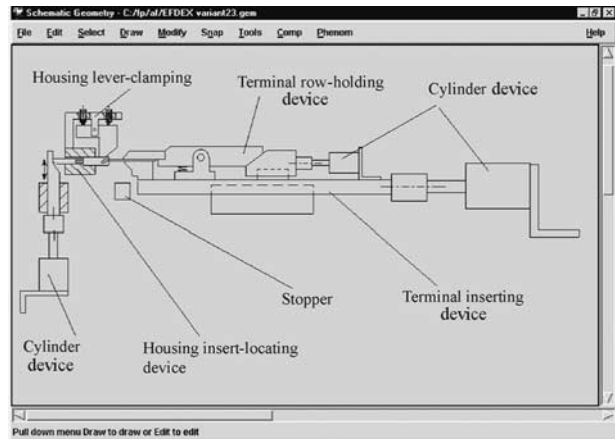 Schematic Geometry - C:/lp/af/EFDEX variant23.gem
File Edit Select Draw Modify Snap Tools Comp Phenom Help
Housing lever-clamping
Terminal row-holding
device
Cylinder device
Stopper
Terminal inserting
device
Cylinder
device
Housing insert-locating
device
Pull down menu Draw to draw or Edit to edit